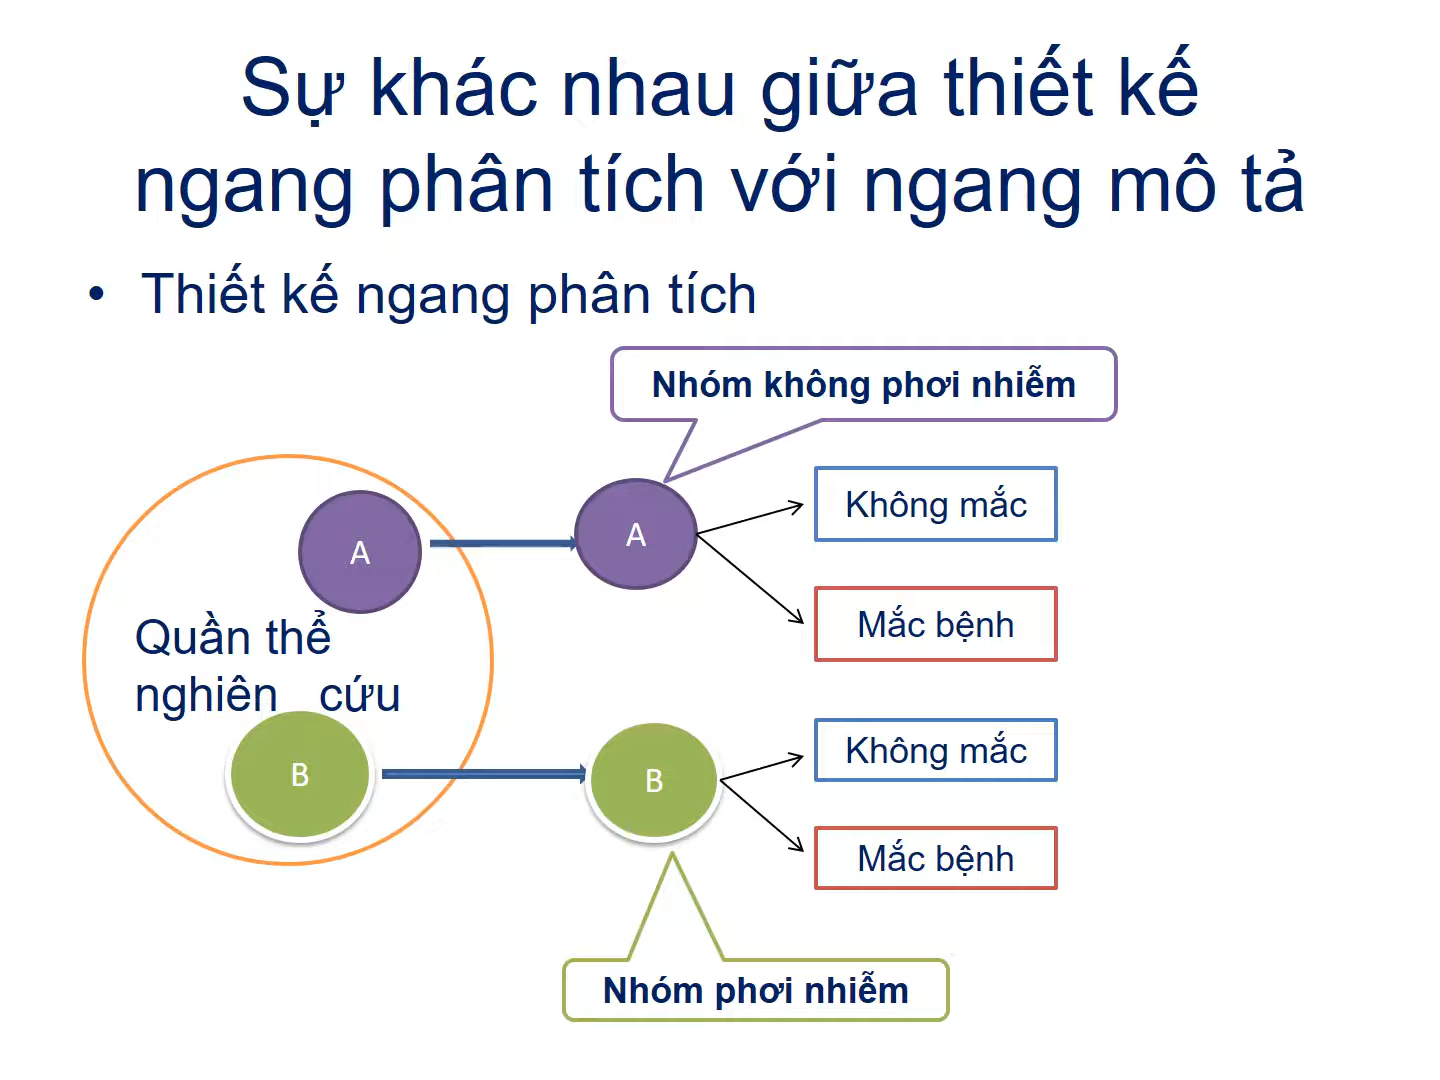 Sự khác nhau giữa thiết kế
ngang phân tích với ngang mô tả
• Thiết kế ngang phân tích
Nhóm không phơi nhiễm
A
A
Không mắc
Mắc bệnh
Quần thể
nghiên cứu
B
B
Không mắc
Mắc bệnh
Nhóm phơi nhiễm